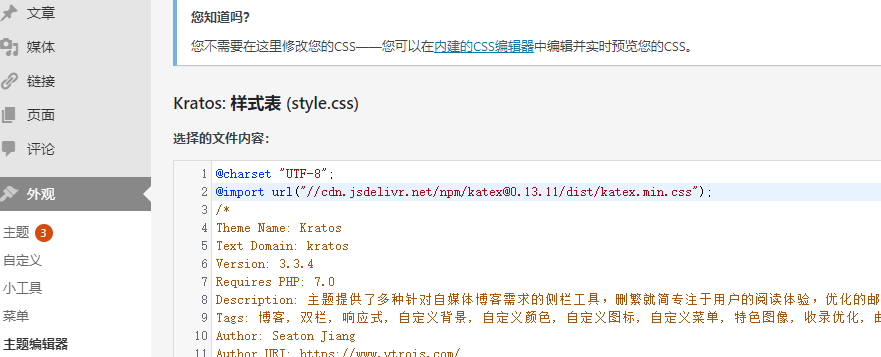 文章
媒体
链接
页面
评论
外观
主题 3
自定义
小工具
菜单
主题编辑器
您知道吗?
您不需要在这里修改您的CSS——您可以在内建的CSS编辑器中编辑并实时预览您的CSS。
Kratos: 样式表 (style.css)
选择的文件内容：
1 @charset "UTF-8";
2 @import url("//cdn.jsdelivr.net/npm/katex@0.13.11/dist/katex.min.css");
3 /*
4 Theme Name: Kratos
5 Text Domain: kratos
6 Version: 3.3.4
7 Requires PHP: 7.0
8 Description: 主题提供了多种针对自媒体博客需求的侧栏工具，删繁就简专注于用户的阅读体验，优化的邮
9 Tags: 博客, 双栏, 响应式, 自定义背景, 自定义颜色, 自定义图标, 自定义菜单, 特色图像, 收录优化,
10 Author: Seaton Jiang
11 Author URI: https://www.vtrois.com/